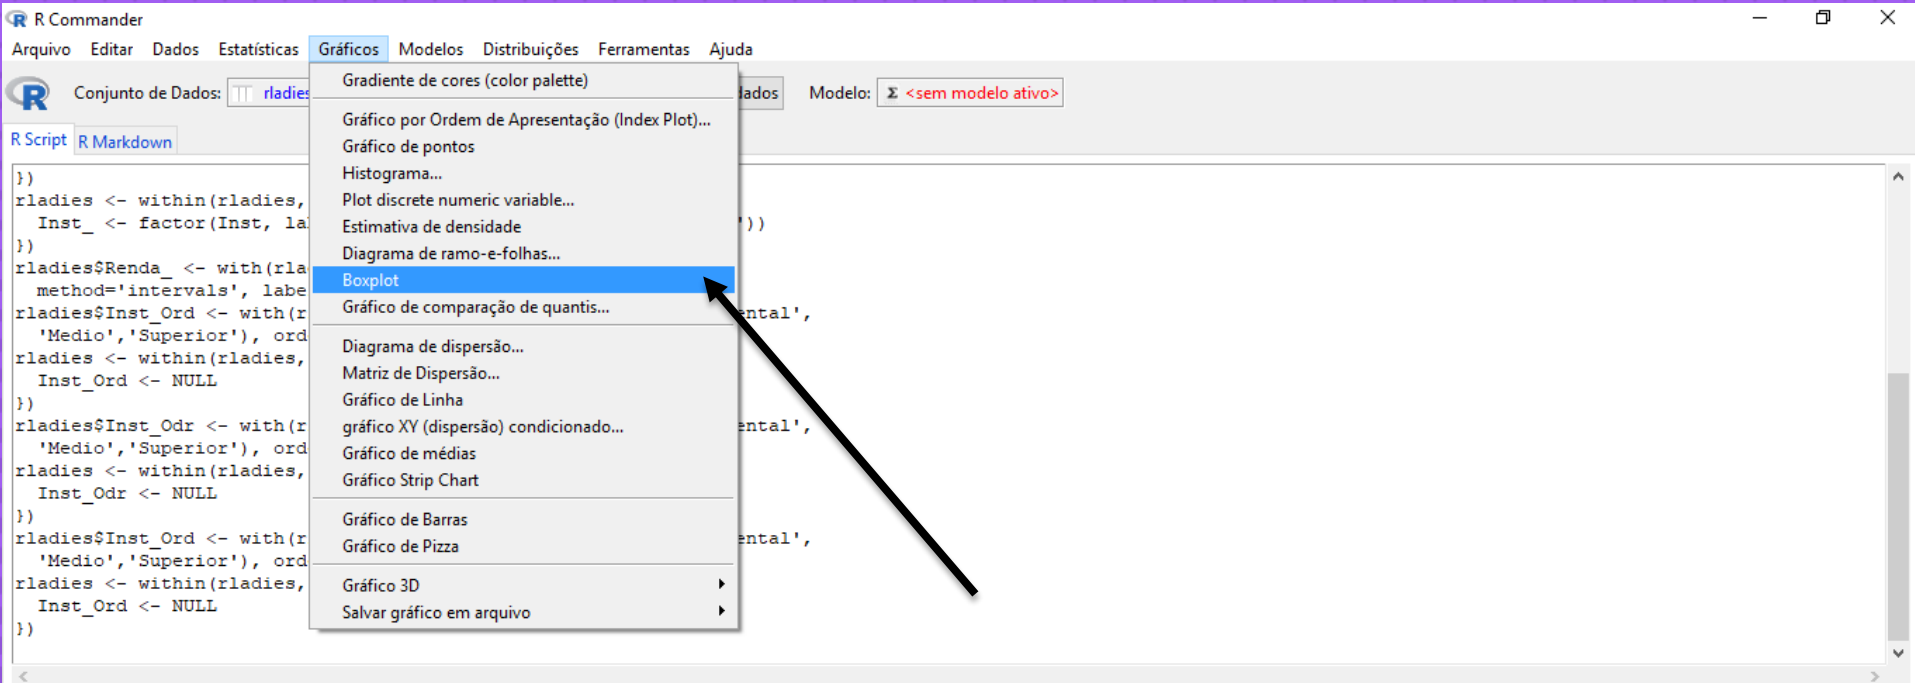 R Commander
Arquivo Editar Dados Estatísticas Gráficos Modelos Distribuições Ferramentas Ajuda
R Conjunto de Dados: rladies Modelo: Σ <sem modelo ativo>
R Script R Markdown
Gradiente de cores (color palette)
Gráfico por Ordem de Apresentação (Index Plot)...
Gráfico de pontos
Histograma...
Plot discrete numeric variable...
Estimativa de densidade
Diagrama de ramo-e-folhas...
Boxplot
Gráfico de comparação de quantis...
Diagrama de dispersão...
Matriz de Dispersão...
Gráfico de Linha
gráfico XY (dispersão) condicionado...
Gráfico de médias
Gráfico Strip Chart
Gráfico de Barras
Gráfico de Pizza
Gráfico 3D
Salvar gráfico em arquivo
})
rladies <- within(rladies,
Inst_ <- factor(Inst, la '))
})
rladies$Renda_ <- with(rla
method='intervals', labe
rladies$Inst_Ord <- with(r ental',
'Medio','Superior'), ord
rladies <- within(rladies,
Inst_Ord <- NULL
})
rladies$Inst_Odr <- with(r ental',
'Medio','Superior'), ord
rladies <- within(rladies,
Inst_Odr <- NULL
})
rladies$Inst_Ord <- with(r ental',
'Medio','Superior'), ord
rladies <- within(rladies,
Inst_Ord <- NULL
})